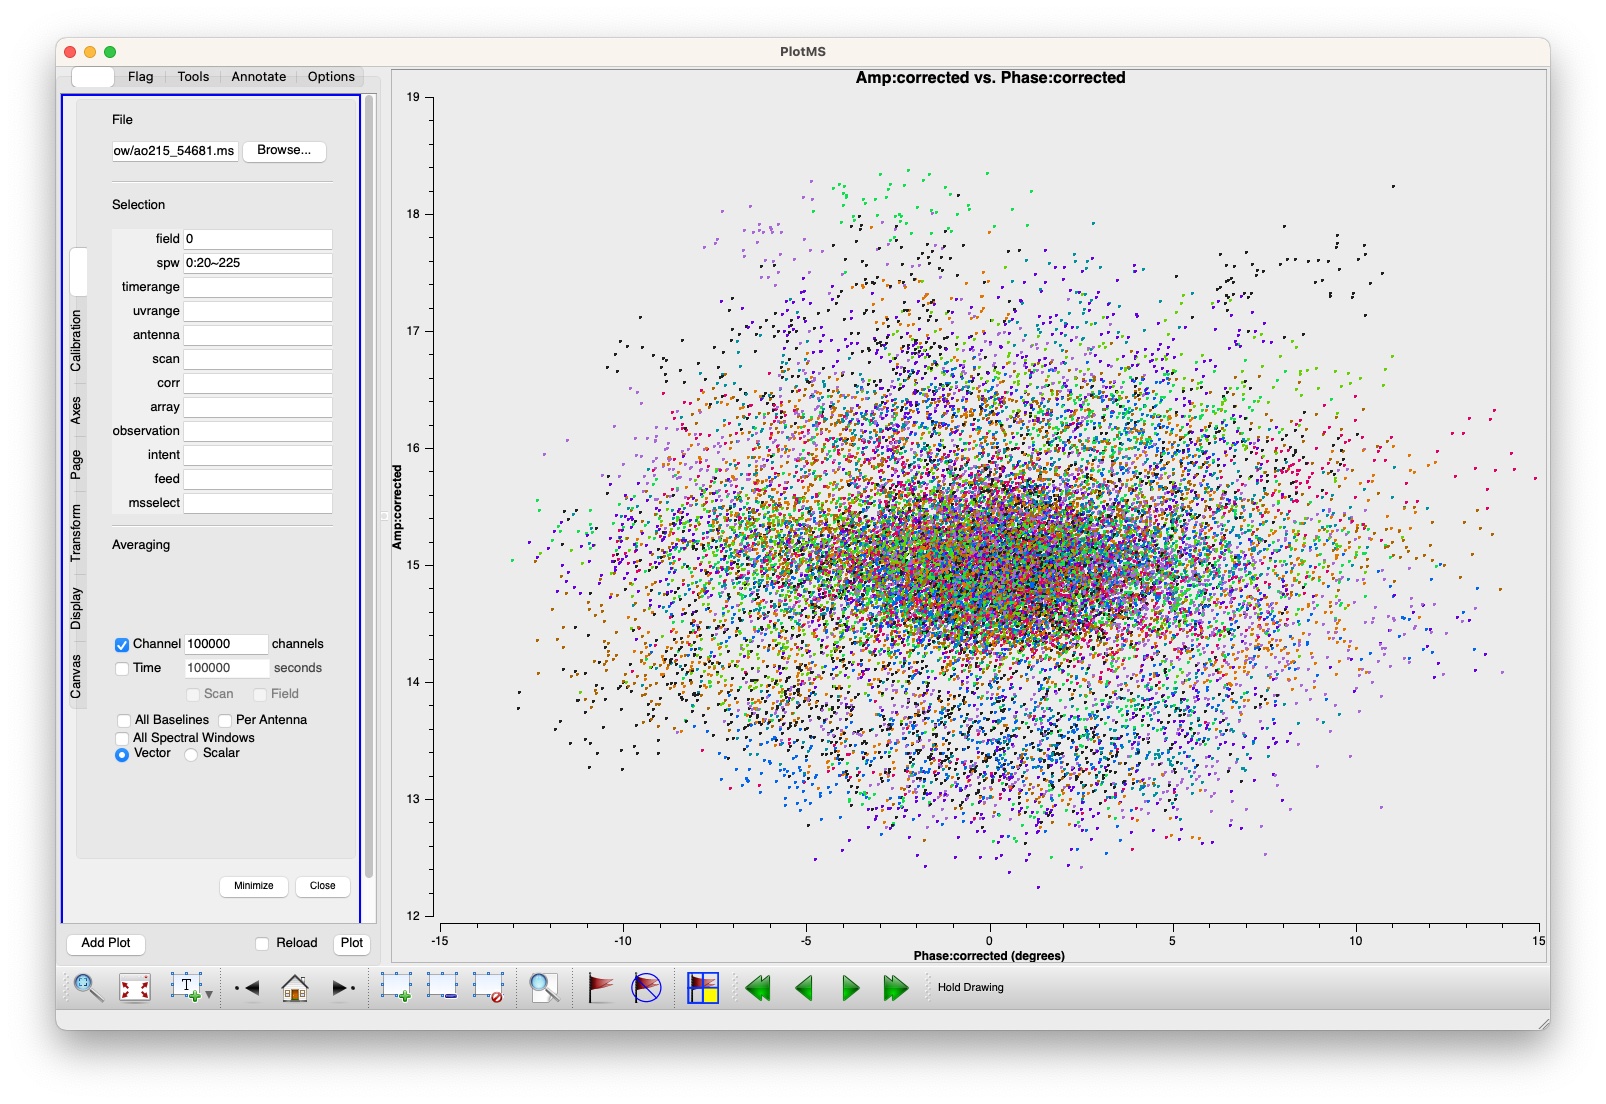 PlotMS
Flag Tools Annotate Options
File
ow/ao215_54681.ms Browse...
Selection
field 0
spw 0:20~225
timerange
uvrange
antenna
scan
corr
array
observation
intent
feed
msselect
Averaging
Channel 100000 channels
Time 100000 seconds
Scan Field
All Baselines Per Antenna
All Spectral Windows
Vector Scalar
Minimize Close
Calibration
Axes
Page
Transform
Display
Canvas
Add Plot Reload Plot
Amp:corrected vs. Phase:corrected
Amp:corrected
19
18
17
16
15
14
13
12
-15 -10 -5 0 5 10 15
Phase:corrected (degrees)
T
Hold Drawing